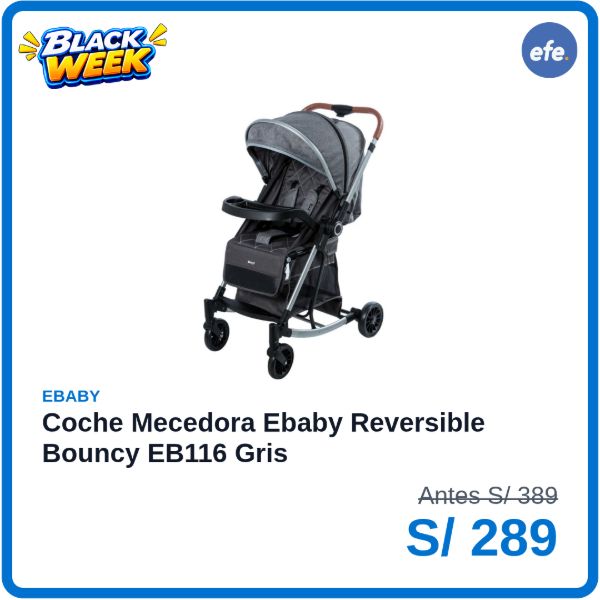 BLACK
WEEK
efe.
EBABY
Coche Mecedora Ebaby Reversible
Bouncy EB116 Gris
Antes S/ 389
S/ 289